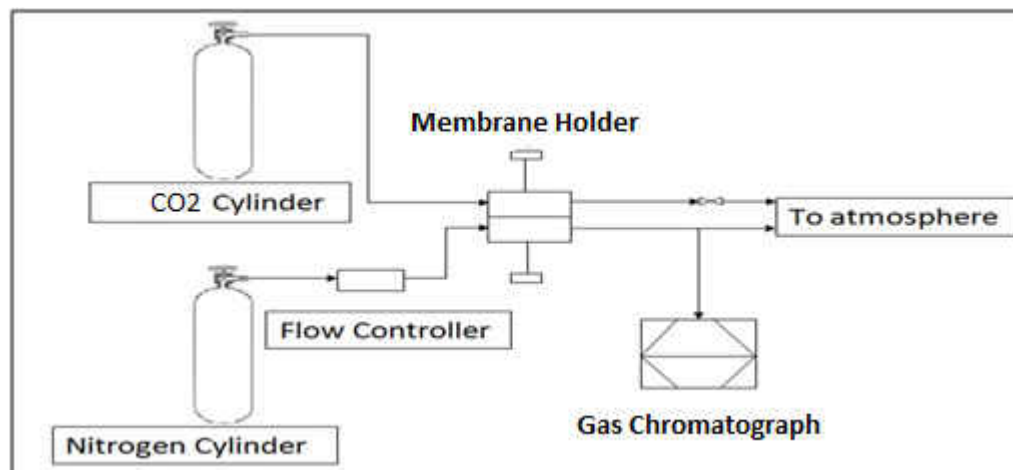 Membrane Holder
CO2 Cylinder
To atmosphere
Flow Controller
Gas Chromatograph
Nitrogen Cylinder